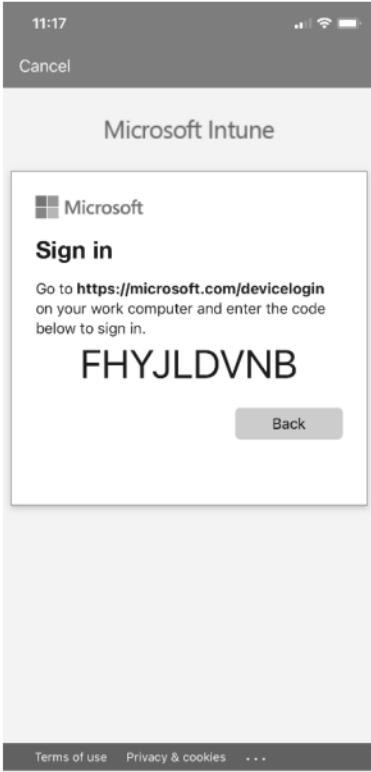 11:17
Cancel
Microsoft Intune
Microsoft
Sign in
Go to https://microsoft.com/devicelogin
on your work computer and enter the code
below to sign in.
FHYJLDVNB
Back
Terms of use Privacy & cookies ...